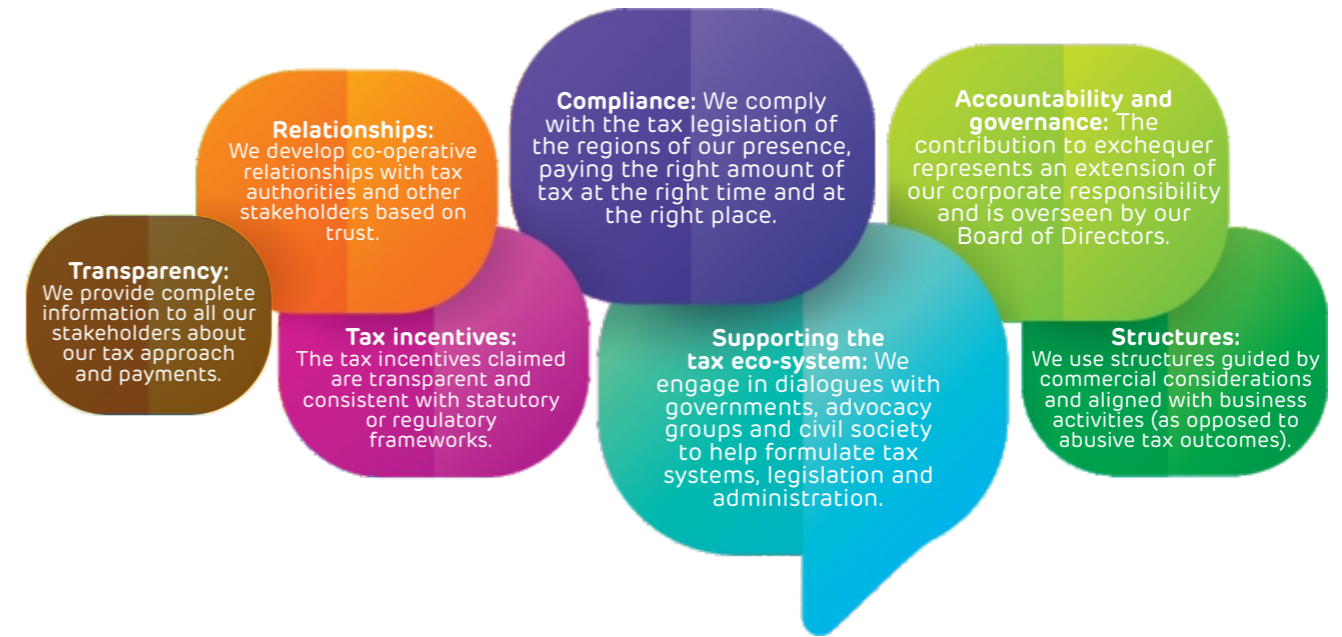 Transparency:
We provide complete
information to all our
stakeholders about
our tax approach
and payments.
Relationships:
We develop co-operative
relationships with tax
authorities and other
stakeholders based on
trust.
Tax incentives:
The tax incentives claimed
are transparent and
consistent with statutory
or regulatory
frameworks.
Compliance: We comply
with the tax legislation of
the regions of our presence,
paying the right amount of
tax at the right time and at
the right place.
Supporting the
tax eco-system: We
engage in dialogues with
governments, advocacy
groups and civil society
to help formulate tax
systems, legislation and
administration.
Accountability and
governance: The
contribution to exchequer
represents an extension of
our corporate responsibility
and is overseen by our
Board of Directors.
Structures:
We use structures guided by
commercial considerations
and aligned with business
activities (as opposed to
abusive tax outcomes).